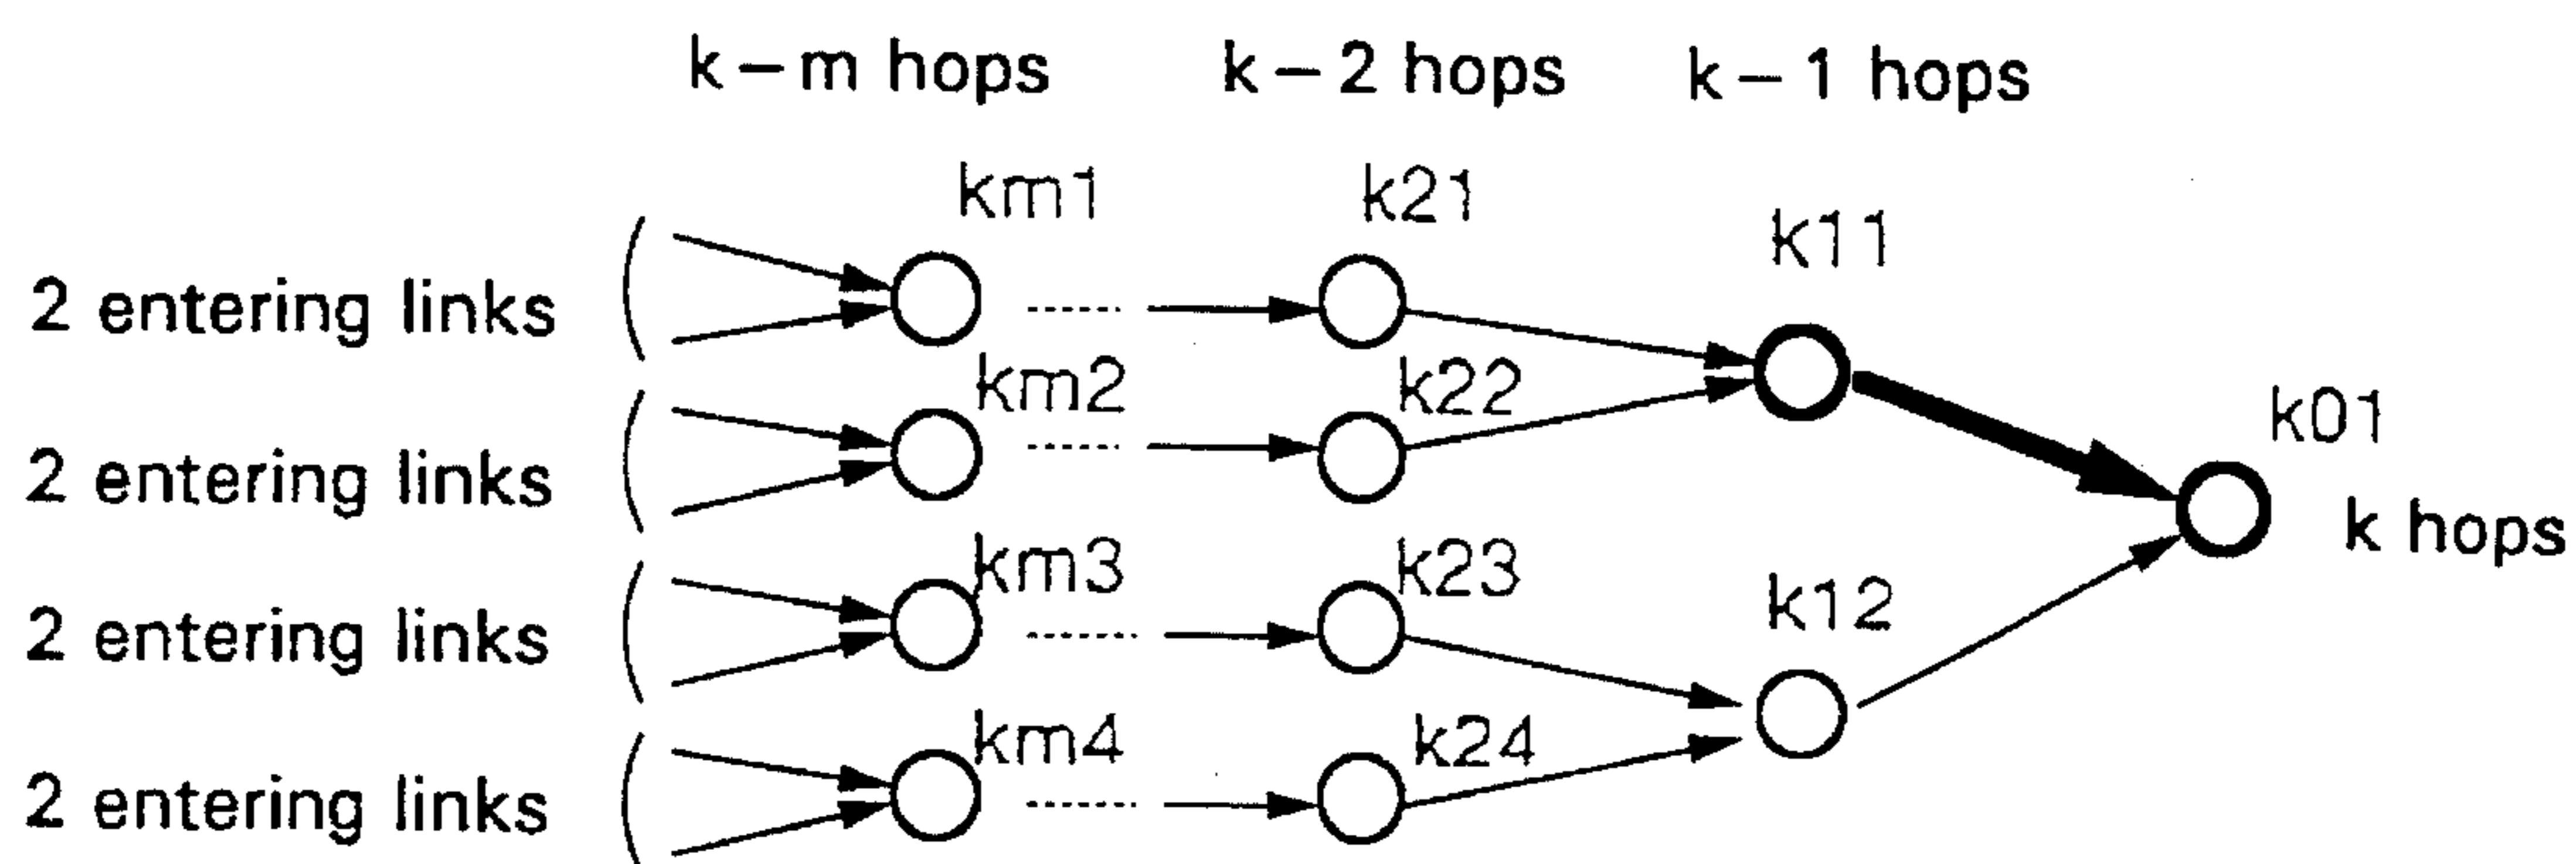 k – m hops k – 2 hops k – 1 hops
km1 k21
k11
2 entering links
km2 k22
k01
2 entering links
k hops
km3 k23
k12
2 entering links
km4 k24
2 entering links